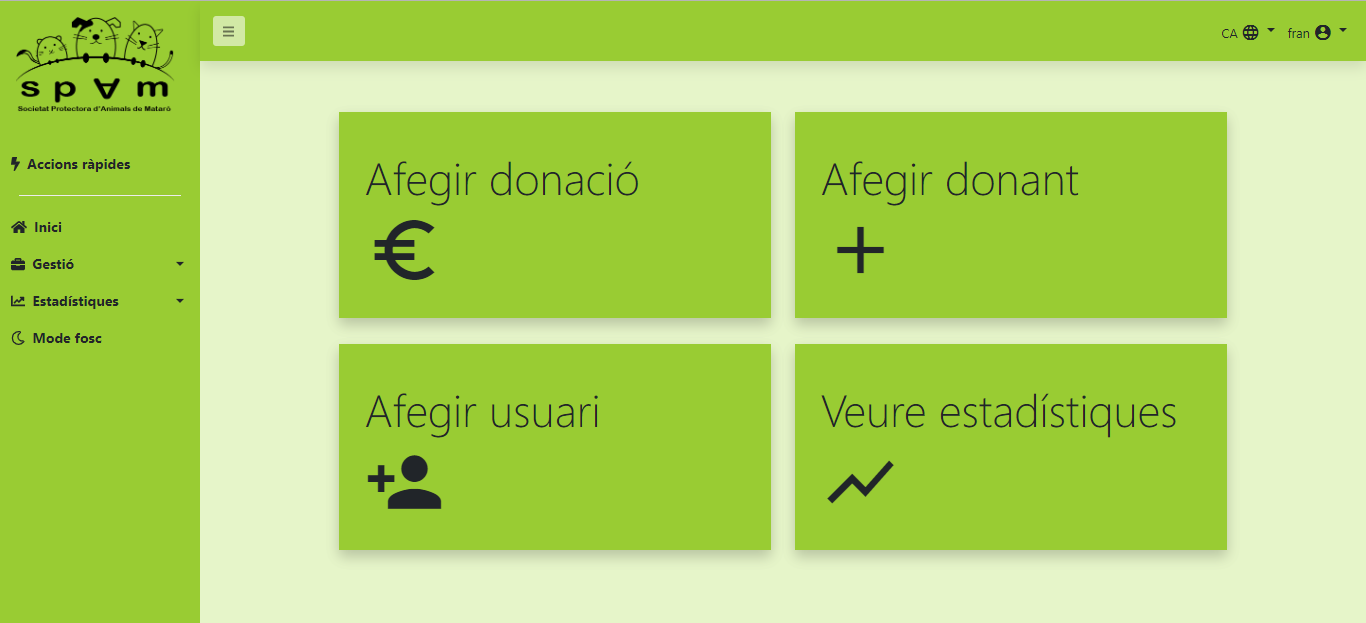 spam
Societat Protectora d'Animals de Mataró
CA
fran
Accions ràpides
Inici
Gestió
Estadístiques
Mode fosc
Afegir donació
Afegir donant
Afegir usuari
Veure estadístiques